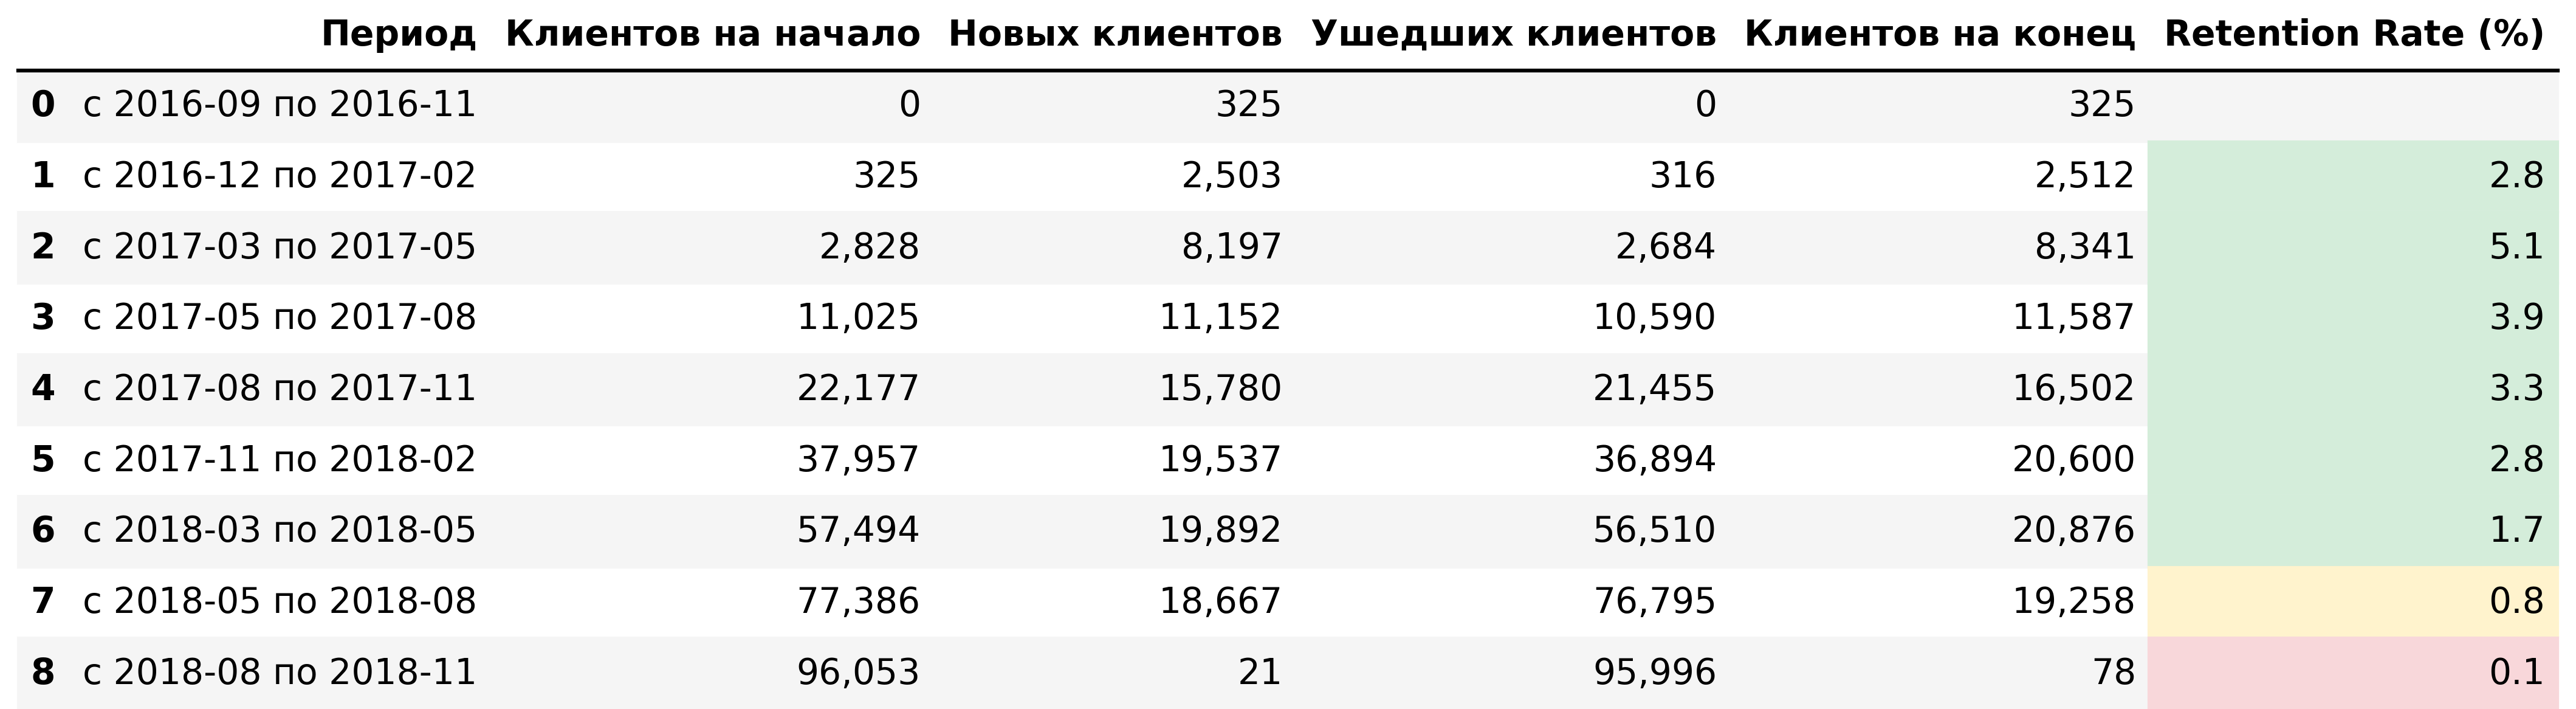 Период Клиентов на начало Новых клиентов Ушедших клиентов Клиентов на конец Retention Rate (%)
0 с 2016-09 по 2016-11 0 325 0 325
1 с 2016-12 по 2017-02 325 2,503 316 2,512 2.8
2 с 2017-03 по 2017-05 2,828 8,197 2,684 8,341 5.1
3 с 2017-05 по 2017-08 11,025 11,152 10,590 11,587 3.9
4 с 2017-08 по 2017-11 22,177 15,780 21,455 16,502 3.3
5 с 2017-11 по 2018-02 37,957 19,537 36,894 20,600 2.8
6 с 2018-03 по 2018-05 57,494 19,892 56,510 20,876 1.7
7 с 2018-05 по 2018-08 77,386 18,667 76,795 19,258 0.8
8 с 2018-08 по 2018-11 96,053 21 95,996 78 0.1